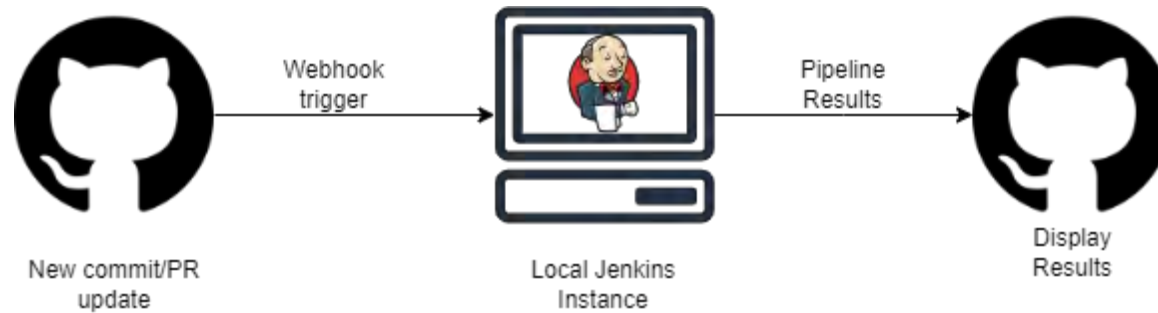 Webhook
trigger
Pipeline
Results
New commit/PR
update
Local Jenkins
Instance
Display
Results